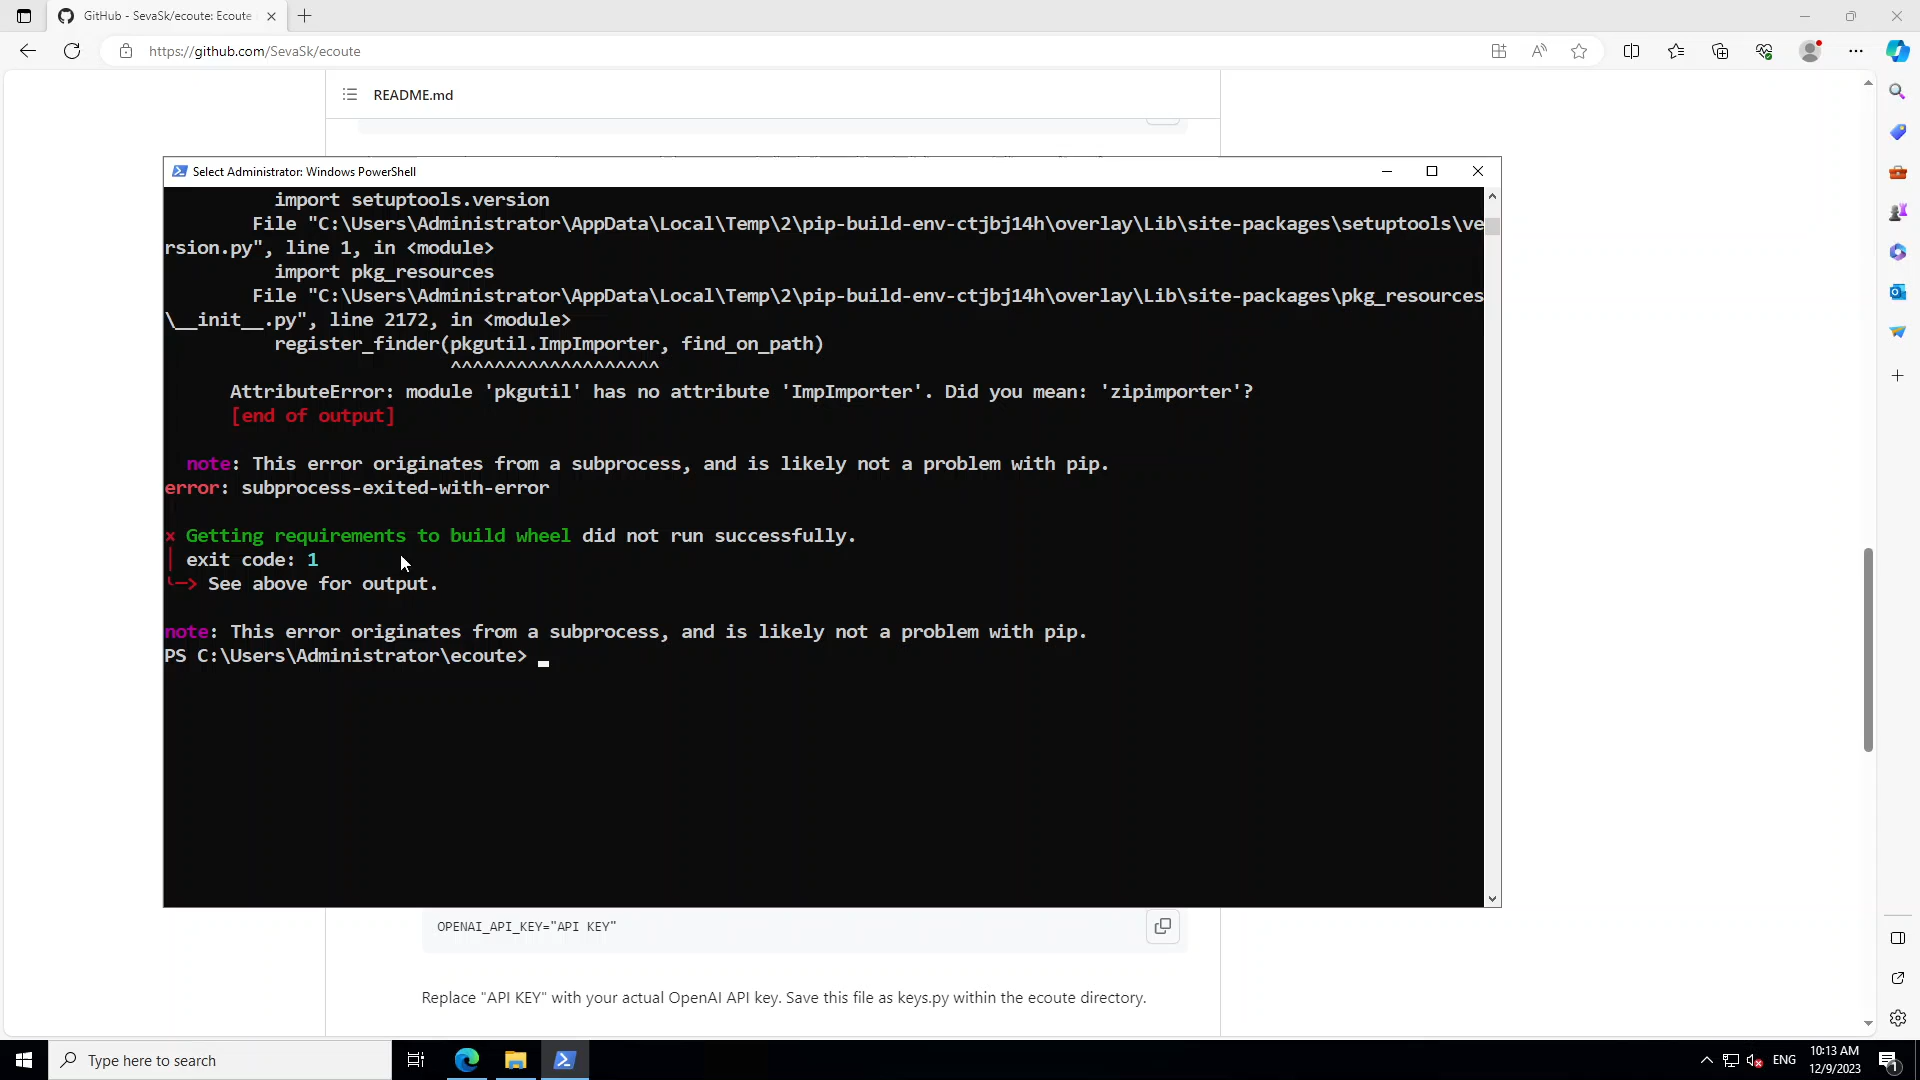 GitHub - SevaSk/ecoute: Ecoute
https://github.com/SevaSk/ecoute
README.md
Select Administrator: Windows PowerShell
import setuptools.version
File "C:\Users\Administrator\AppData\Local\Temp\2\pip-build-env-ctjbj14h\overlay\Lib\site-packages\setuptools\ve
rsion.py", line 1, in <module>
import pkg_resources
File "C:\Users\Administrator\AppData\Local\Temp\2\pip-build-env-ctjbj14h\overlay\Lib\site-packages\pkg_resources
\__init__.py", line 2172, in <module>
register_finder(pkgutil.ImpImporter, find_on_path)
^^^^^^^^^^^^^^^^^^^
AttributeError: module 'pkgutil' has no attribute 'ImpImporter'. Did you mean: 'zipimporter'?
[end of output]
note: This error originates from a subprocess, and is likely not a problem with pip.
error: subprocess-exited-with-error
× Getting requirements to build wheel did not run successfully.
│ exit code: 1
╰─> See above for output.
note: This error originates from a subprocess, and is likely not a problem with pip.
PS C:\Users\Administrator\ecoute>
OPENAI_API_KEY="API KEY"
Replace "API KEY" with your actual OpenAI API key. Save this file as keys.py within the ecoute directory.
Type here to search
ENG
10:13 AM
12/9/2023
1